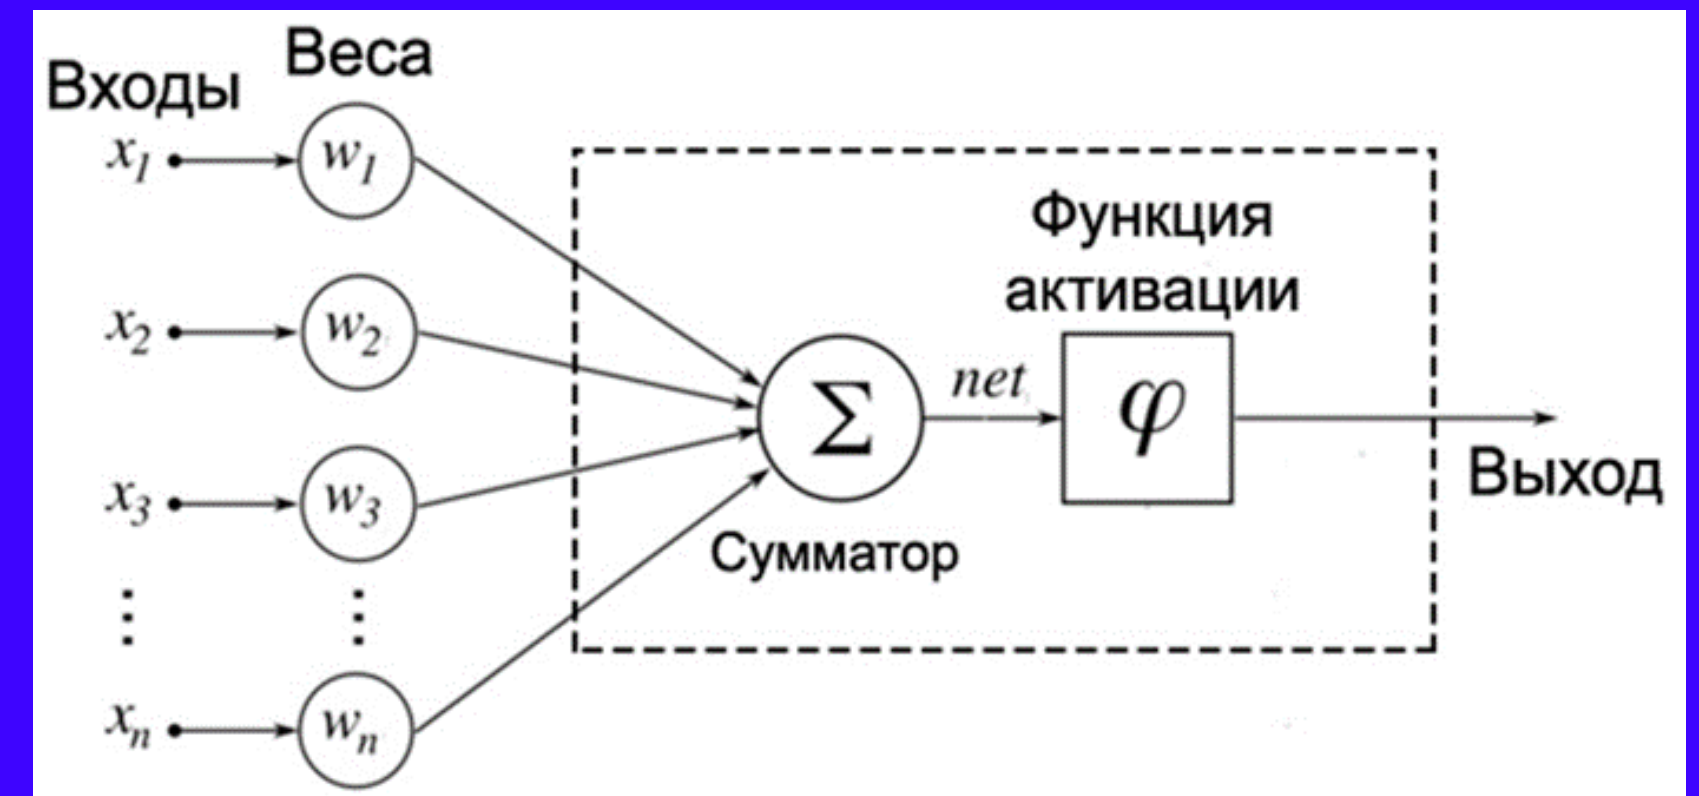 Веса
Входы
x1 w1
x2 w2
x3 w3
⋮ ⋮
xn wn
Функция
активации
Σ net φ
Сумматор
Выход